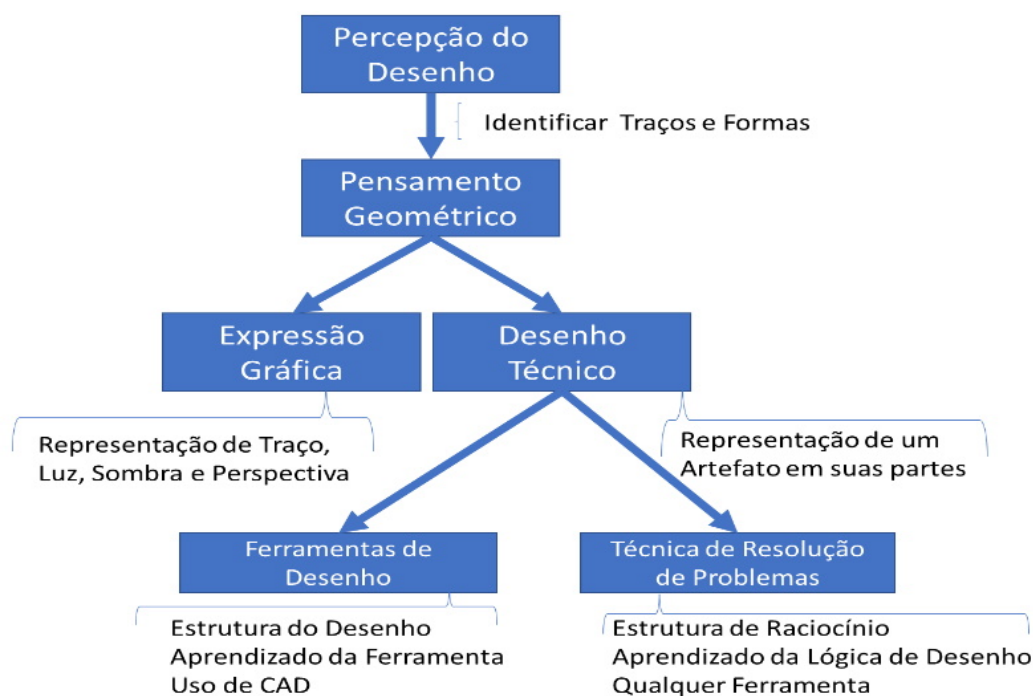 Percepção do
Desenho
Identificar Traços e Formas
Pensamento
Geométrico
Expressão
Gráfica
Desenho
Técnico
Representação de Traço,
Luz, Sombra e Perspectiva
Representação de um
Artefato em suas partes
Ferramentas de
Desenho
Técnica de Resolução
de Problemas
Estrutura do Desenho
Aprendizado da Ferramenta
Uso de CAD
Estrutura de Raciocínio
Aprendizado da Lógica de Desenho
Qualquer Ferramenta